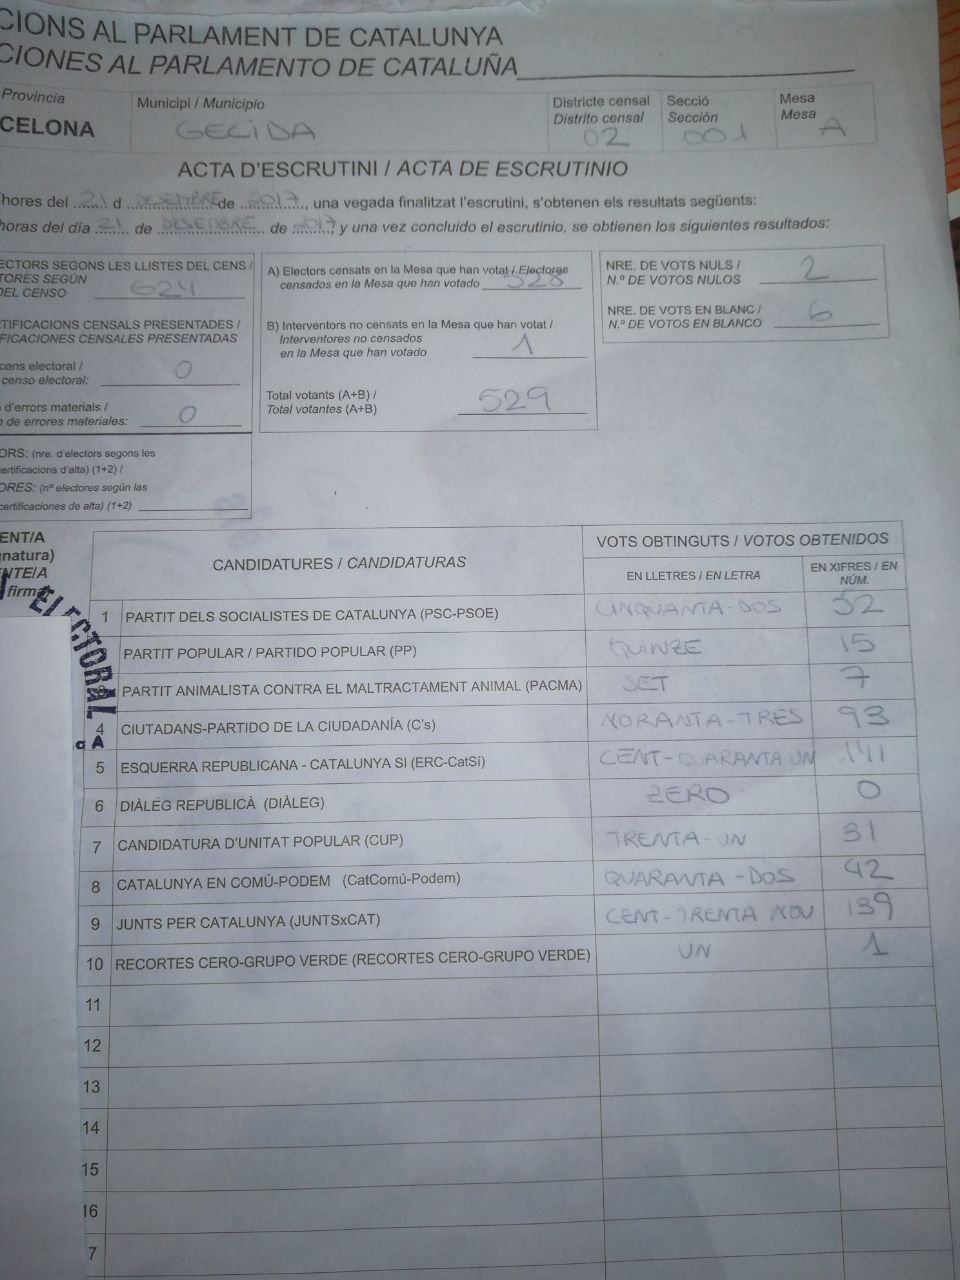 CIONS AL PARLAMENT DE CATALUNYA
CIONES AL PARLAMENTO DE CATALUÑA
Provincia
CELONA
Municipi / Municipio
GELIDA
Districte censal
Distrito censal
02
Secció
Sección
001
Mesa
Mesa
A
ACTA D'ESCRUTINI / ACTA DE ESCRUTINIO
hores del 21 d DESEMBRE de 2017, una vegada finalitzat l'escrutini, s'obtenen els resultats següents:
horas del día 21 de DESEMBRE de 2017, y una vez concluido el escrutinio, se obtienen los siguientes resultados:
ECTORS SEGONS LES LLISTES DEL CENS /
TORES SEGÚN
DEL CENSO 624
TIFICACIONS CENSALS PRESENTADES /
IFICACIONES CENSALES PRESENTADAS
cens electoral /
censo electoral: 0
d'errors materials /
n de errores materiales: 0
ORS: (nre. d'electors segons les
certificacions d'alta) (1+2) /
ORES: (nº electores según las
certificaciones de alta) (1+2)
A) Electors censats en la Mesa que han votat / Electores
censados en la Mesa que han votado 528
B) Interventors no censats en la Mesa que han votat /
Interventores no censados
en la Mesa que han votado 1
Total votants (A+B) /
Total votantes (A+B) 529
NRE. DE VOTS NULS /
N.º DE VOTOS NULOS 2
NRE. DE VOTS EN BLANC /
N.º DE VOTOS EN BLANCO 6
ENT/A
natura)
NTE/A
firma
ELECTORAL
A
CANDIDATURES / CANDIDATURAS
VOTS OBTINGUTS / VOTOS OBTENIDOS
EN LLETRES / EN LETRA
EN XIFRES / EN
NÚM.
1 PARTIT DELS SOCIALISTES DE CATALUNYA (PSC-PSOE) CINQUANTA-DOS 52
PARTIT POPULAR / PARTIDO POPULAR (PP) QUINZE 15
3 PARTIT ANIMALISTA CONTRA EL MALTRACTAMENT ANIMAL (PACMA) SET 7
4 CIUTADANS-PARTIDO DE LA CIUDADANÍA (C's) NORANTA-TRES 93
5 ESQUERRA REPUBLICANA - CATALUNYA SI (ERC-CatSí) CENT-QARANTA UN 141
6 DIÀLEG REPUBLICÀ (DIÀLEG) ZERO 0
7 CANDIDATURA D'UNITAT POPULAR (CUP) TRENTA-UN 31
8 CATALUNYA EN COMÚ-PODEM (CatComú-Podem) QUARANTA-DOS 42
9 JUNTS PER CATALUNYA (JUNTSxCAT) CENT-TRENTA NOU 139
10 RECORTES CERO-GRUPO VERDE (RECORTES CERO-GRUPO VERDE) UN 1
11
12
13
14
15
16
7